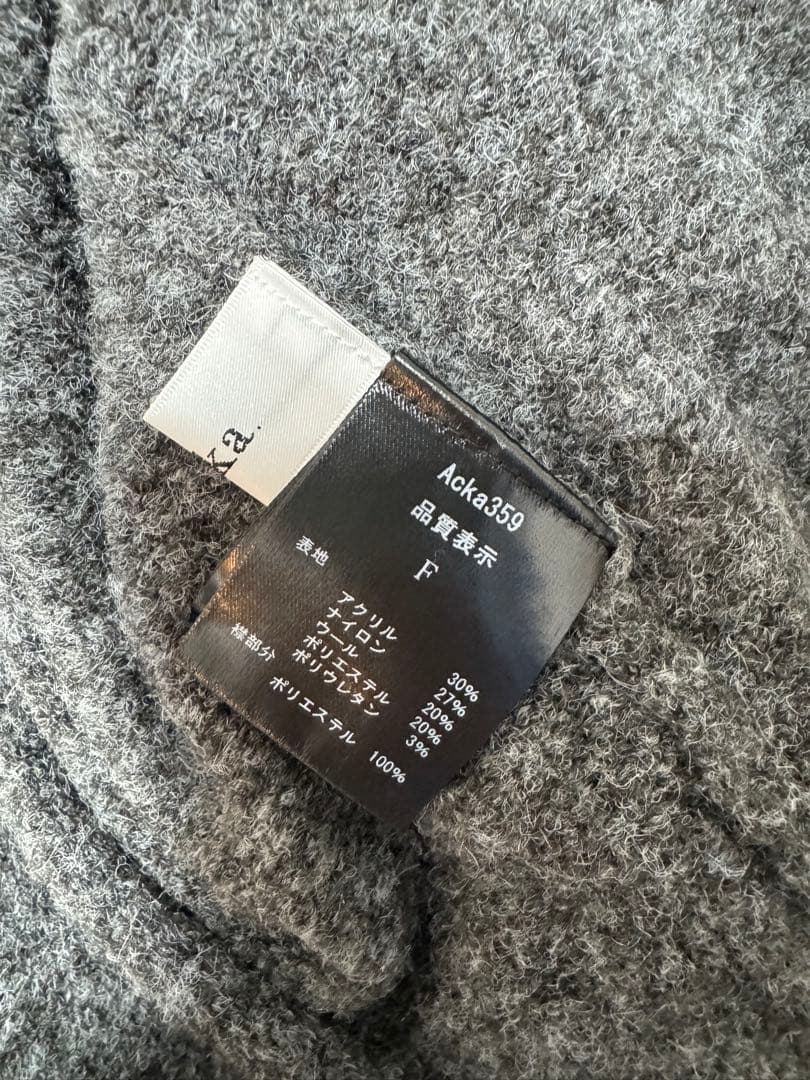 ka.
Acka359
品質表示
F
表地
アクリル 30%
ナイロン 27%
ウール 20%
ポリエステル 20%
ポリウレタン 3%
襟部分
ポリエステル 100%